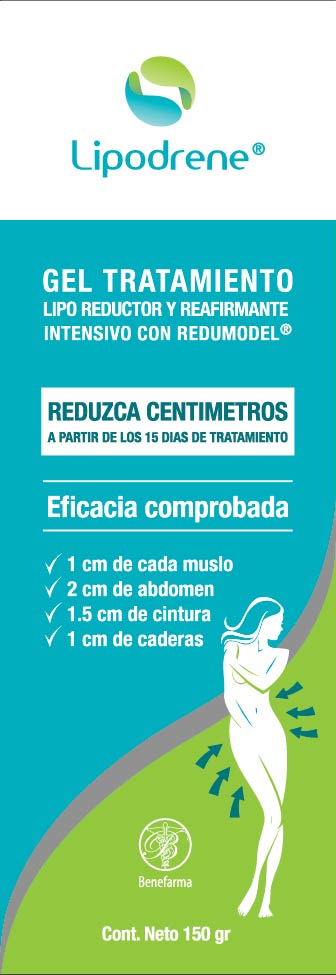 Lipodrene®
GEL TRATAMIENTO
LIPO REDUCTOR Y REAFIRMANTE
INTENSIVO CON REDUMODEL®
REDUZCA CENTIMETROS
A PARTIR DE LOS 15 DIAS DE TRATAMIENTO
Eficacia comprobada
✓ 1 cm de cada muslo
✓ 2 cm de abdomen
✓ 1.5 cm de cintura
✓ 1 cm de caderas
Benefarma
Cont. Neto 150 gr